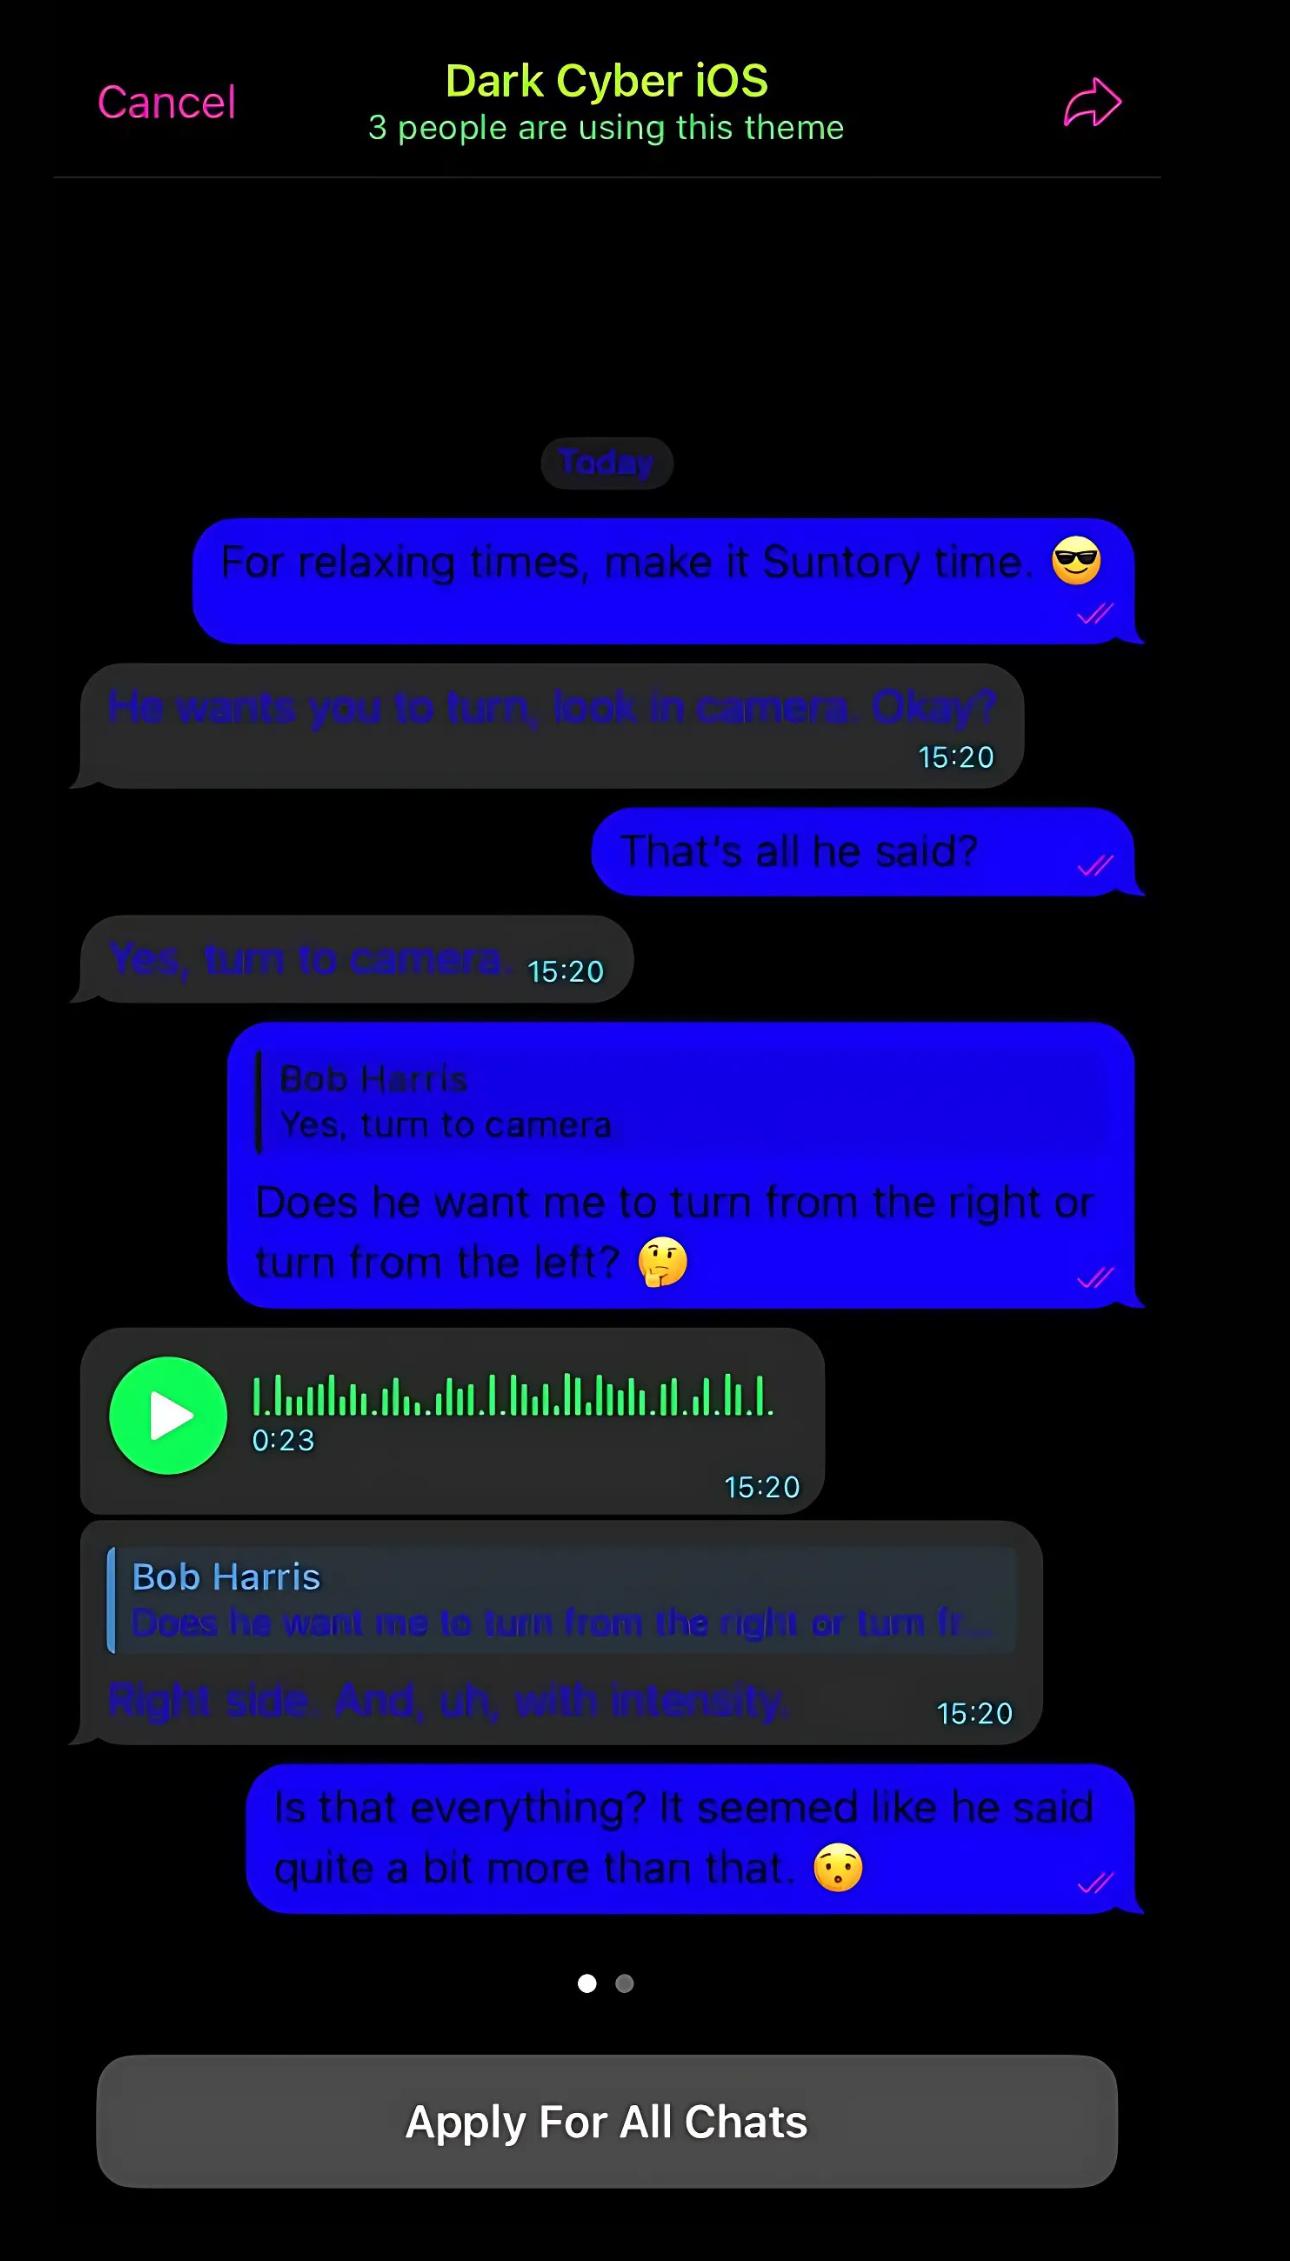 Cancel
Dark Cyber iOS
3 people are using this theme
Today
For relaxing times, make it Suntory time. 😎
He wants you to turn, look in camera. Okay?
15:20
That's all he said?
Yes, turn to camera. 15:20
Bob Harris
Yes, turn to camera
Does he want me to turn from the right or
turn from the left? 🤔
0:23
15:20
Bob Harris
Does he want me to turn from the right or turn fr...
Right side. And, uh, with intensity. 15:20
Is that everything? It seemed like he said
quite a bit more than that. 😯
Apply For All Chats